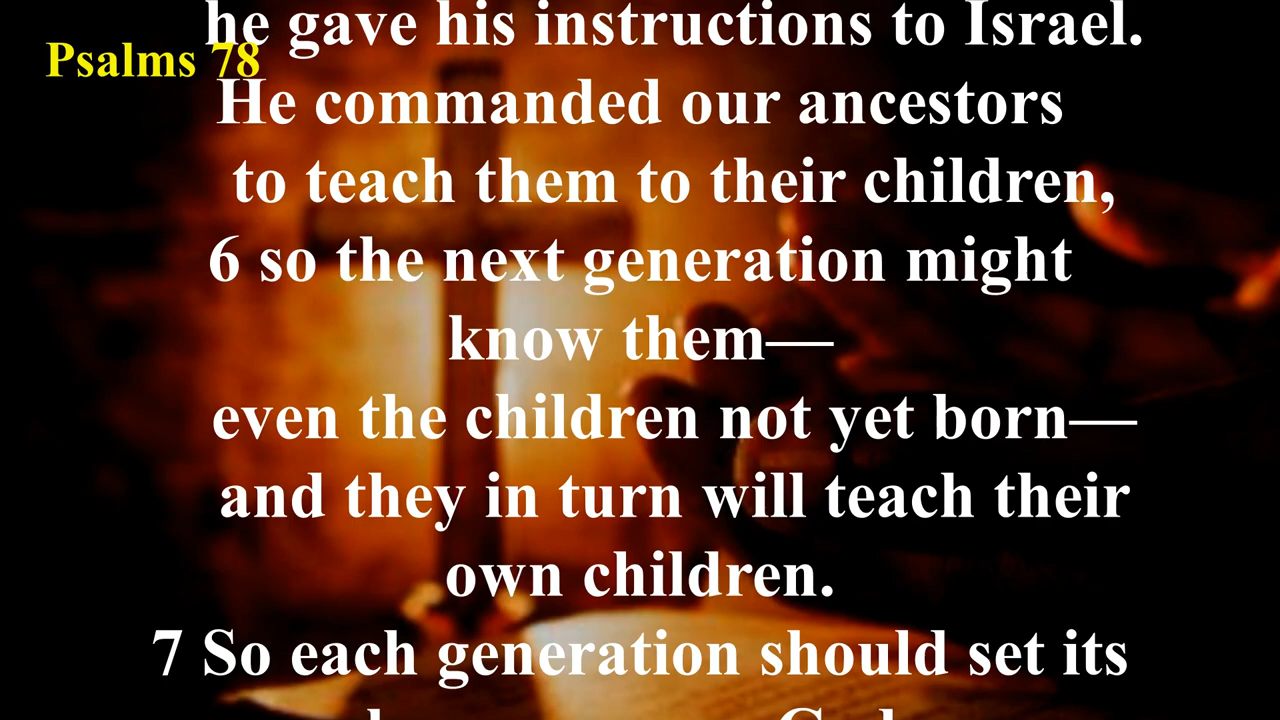 he gave his instructions to Israel.
Psalms 78
He commanded our ancestors
to teach them to their children,
6 so the next generation might
know them—
even the children not yet born—
and they in turn will teach their
own children.
7 So each generation should set its